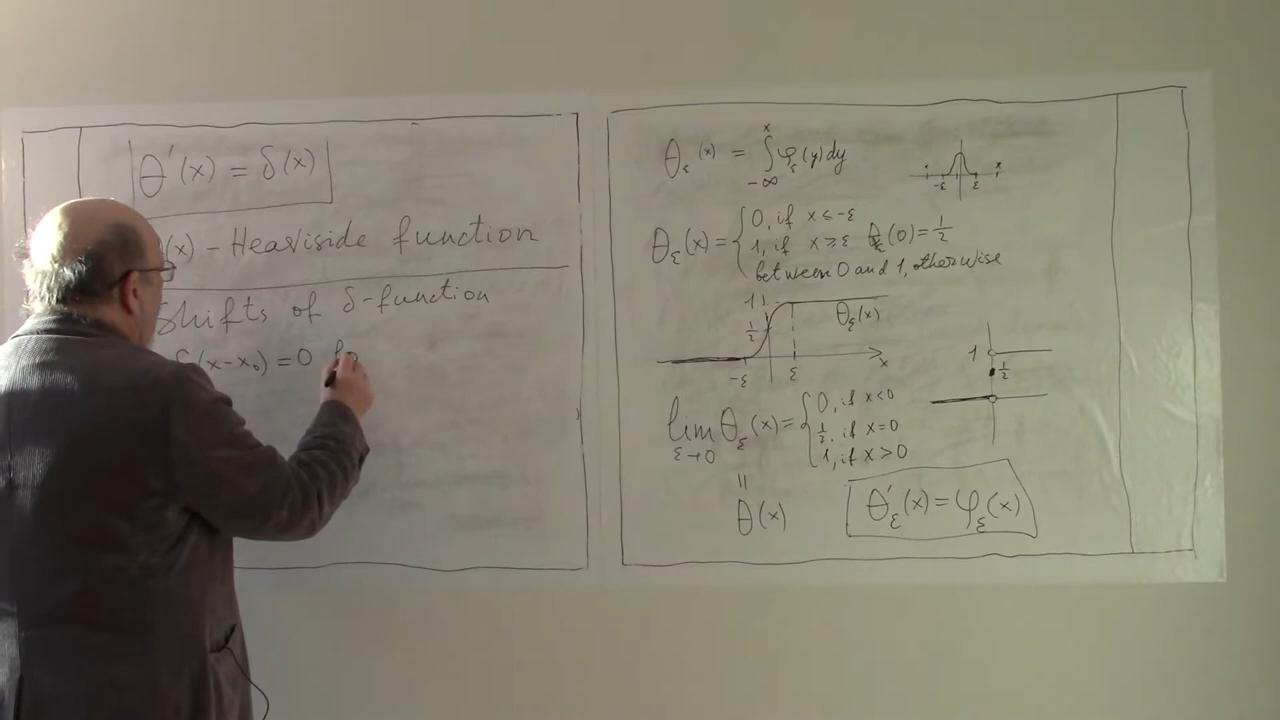 θ'(x) = δ(x)
(x) - Heaviside function
Shifts of δ-function
δ(x-x₀) = 0 fo
θ_ε(x) = ∫_{-∞}^{x} φ_ε(y)dy
x -ε ε x
θ_ε(x) = { 0, if x ≤ -ε
1, if x ≥ ε θ_ε(0) = 1/2
between 0 and 1, otherwise
1 1/2 θ_ε(x)
-ε ε x
1 1/2
lim_{ε→0} θ_ε(x) = { 0, if x<0
1/2, if x=0
1, if x>0
=
θ(x)
θ'_ε(x) = φ_ε(x)